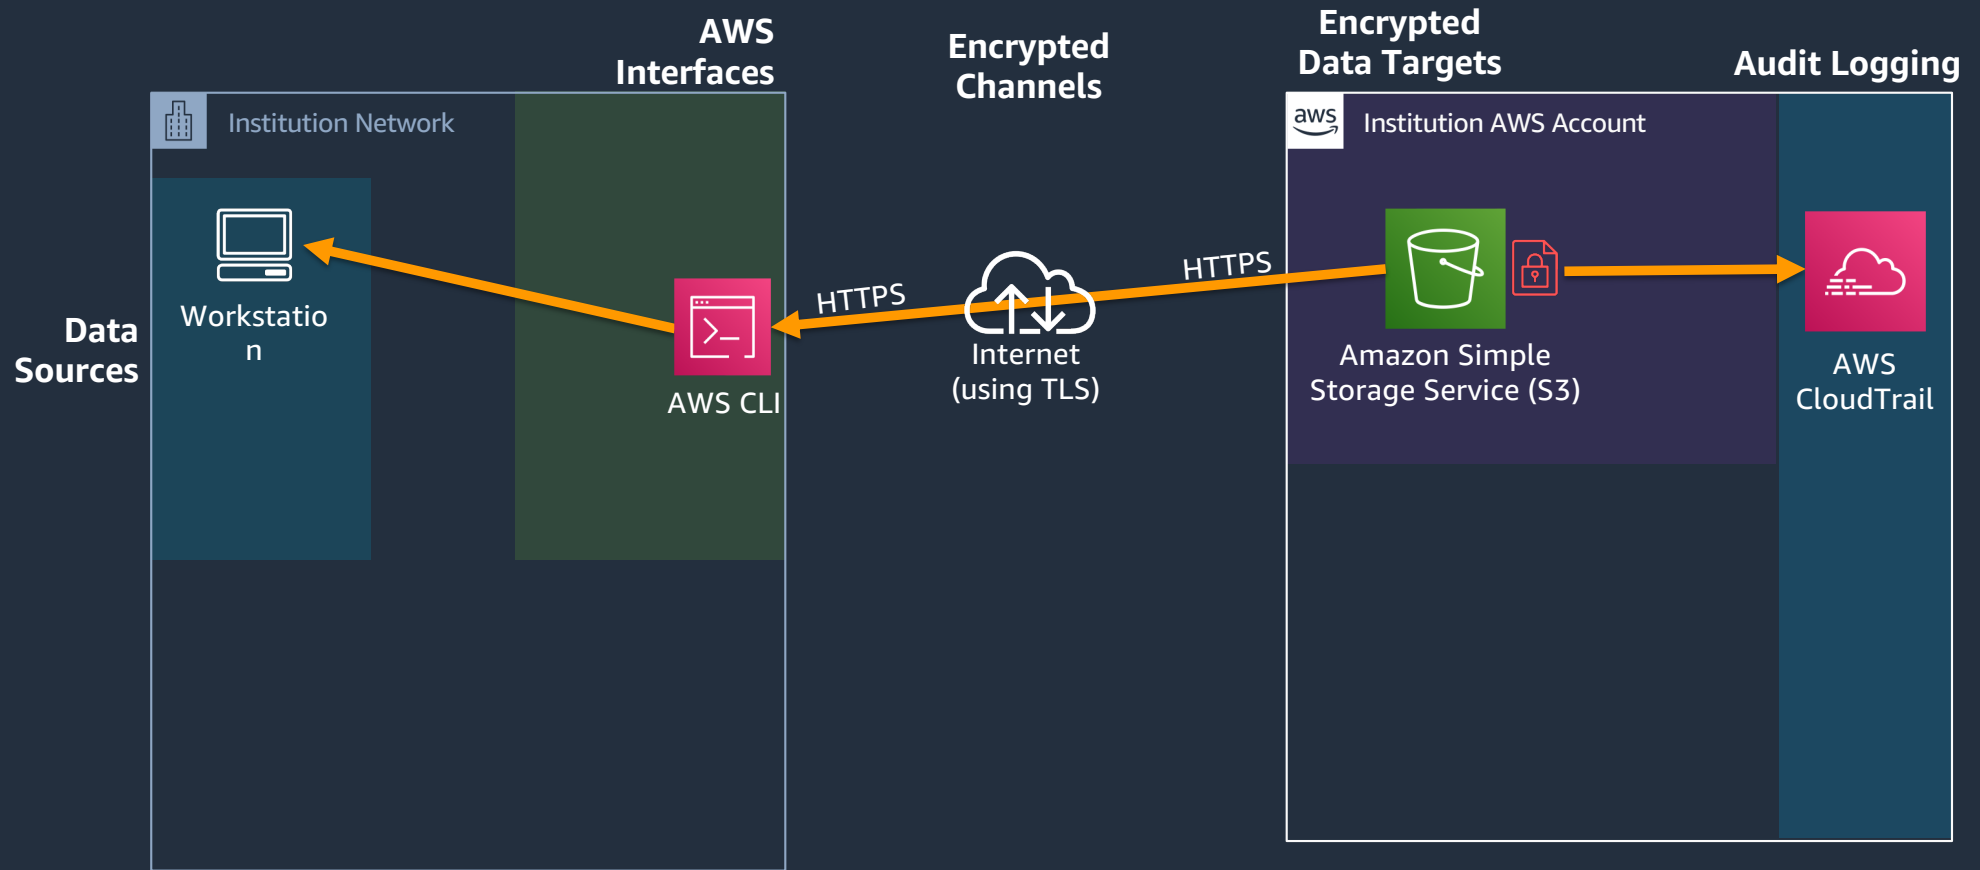 AWS
Interfaces
Encrypted
Channels
Encrypted
Data Targets
Audit Logging
Institution Network
aws
Institution AWS Account
Workstatio
n
Data
Sources
AWS CLI
HTTPS
HTTPS
Internet
(using TLS)
Amazon Simple
Storage Service (S3)
AWS
CloudTrail